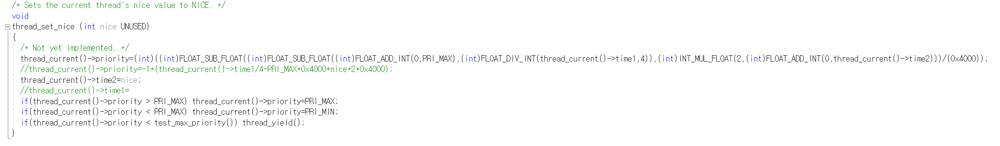 /* Sets the current thread's nice value to NICE. */
void
thread_set_nice (int nice UNUSED)
{
/* Not yet implemented. */
thread_current()->priority=(int)((int)FLOAT_SUB_FLOAT((int)FLOAT_SUB_FLOAT((int)FLOAT_ADD_INT(0,PRI_MAX),(int)FLOAT_DIV_INT(thread_current()->time1,4)),(int)INT_MUL_FLOAT(2,(int)FLOAT_ADD_INT(0,thread_current()->time2)))/(0x4000));
//thread_current()->priority=-1*(thread_current()->time1/4-PRI_MAX*0x4000+nice*2*0x4000);
thread_current()->time2=nice;
//thread_current()->time1=
if(thread_current()->priority > PRI_MAX) thread_current()->priority=PRI_MAX;
if(thread_current()->priority < PRI_MAX) thread_current()->priority=PRI_MIN;
if(thread_current()->priority < test_max_priority()) thread_yield();
}